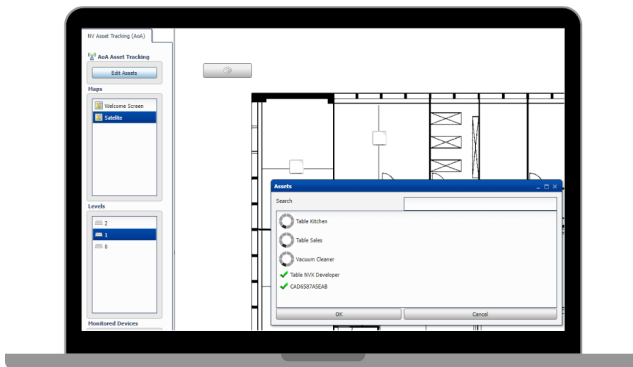 NV Asset Tracking (AoA)
AoA Asset Tracking
Edit Assets
Maps
Welcome Screen
Satelite
Levels
2
1
0
Monitored Devices
Assets
Search
Table Kitchen
Table Sales
Vacuum Cleaner
Table NVX Developer
CAD6587A5EAB
OK
Cancel